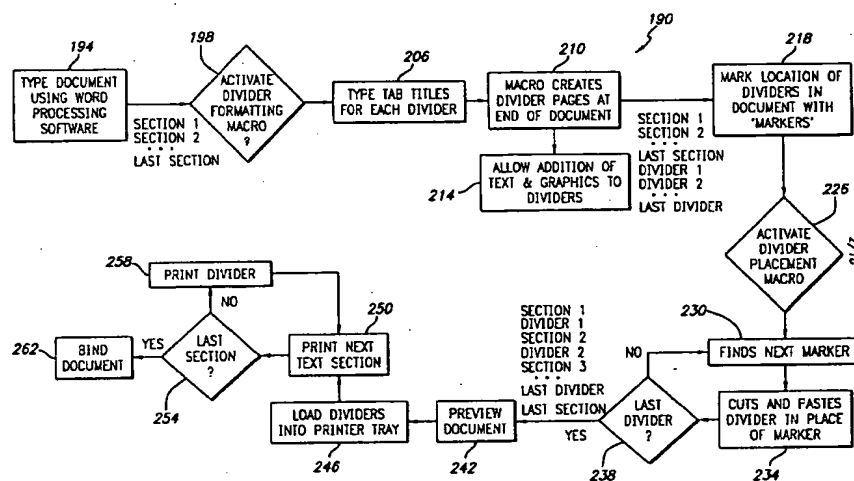 190
194
TYPE DOCUMENT
USING WORD
PROCESSING
SOFTWARE
SECTION 1
SECTION 2
. . .
LAST SECTION
198
ACTIVATE
DIVIDER
FORMATTING
MACRO
?
206
TYPE TAB TITLES
FOR EACH DIVIDER
210
MACRO CREATES
DIVIDER PAGES AT
END OF DOCUMENT
214
ALLOW ADDITION OF
TEXT & GRAPHICS TO
DIVIDERS
SECTION 1
SECTION 2
. . .
LAST SECTION
DIVIDER 1
DIVIDER 2
. . .
LAST DIVIDER
218
MARK LOCATION OF
DIVIDERS IN
DOCUMENT WITH
'MARKERS'
226
ACTIVATE
DIVIDER
PLACEMENT
MACRO
230
FINDS NEXT MARKER
CUTS AND PASTES
DIVIDER IN PLACE
OF MARKER
234
NO
LAST
DIVIDER
?
238
YES
SECTION 1
DIVIDER 1
SECTION 2
DIVIDER 2
SECTION 3
. . .
LAST DIVIDER
LAST SECTION
PREVIEW
DOCUMENT
242
LOAD DIVIDERS
INTO PRINTER TRAY
246
250
PRINT NEXT
TEXT SECTION
LAST
SECTION
?
254
NO
258
PRINT DIVIDER
YES
262
BIND
DOCUMENT